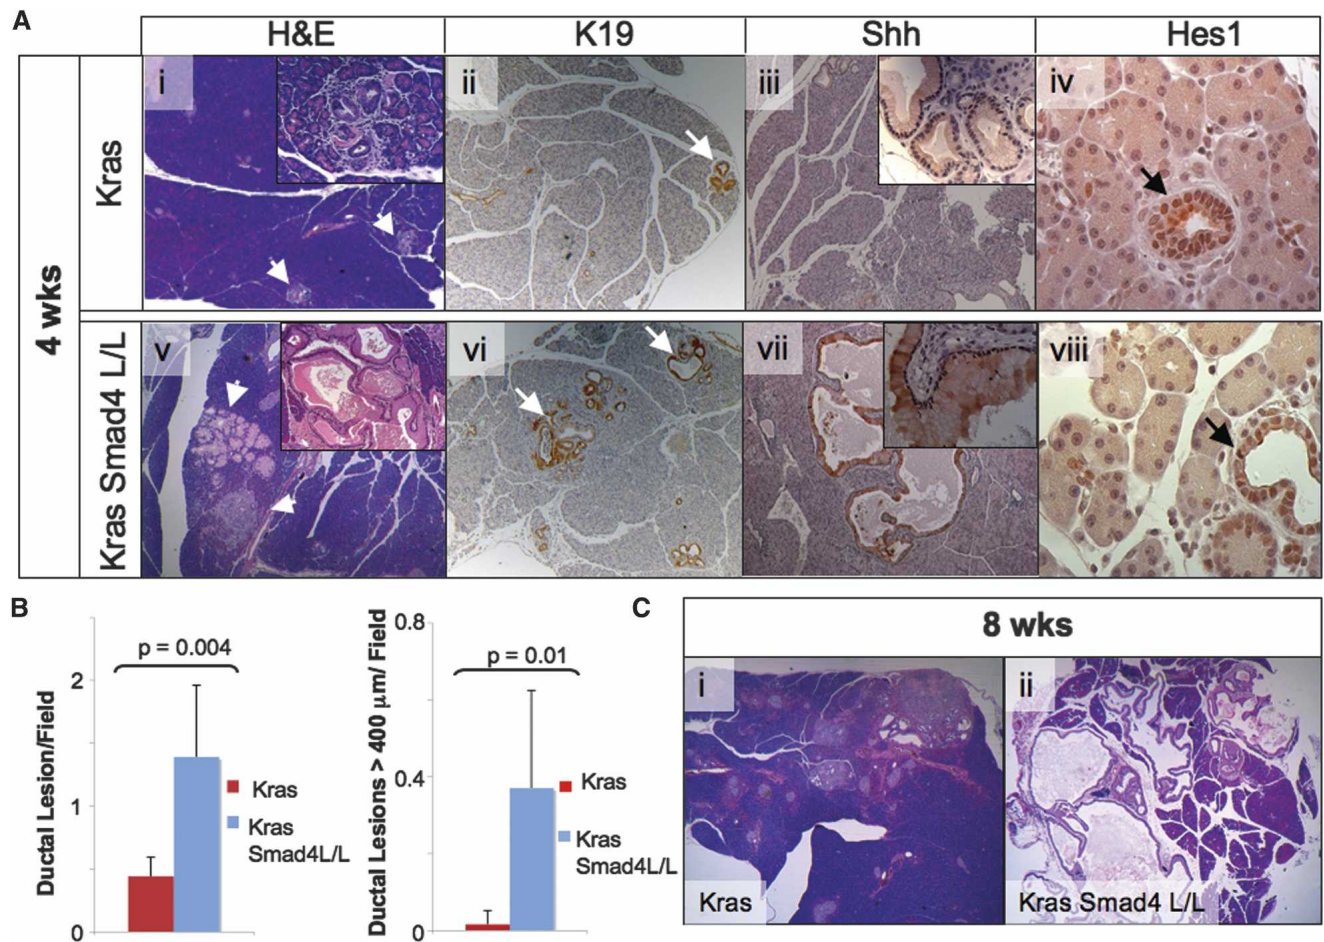 A
H&E K19 Shh Hes1
4 wks
Kras
i ii iii iv
Kras Smad4 L/L
v vi vii viii
B
Ductal Lesion/Field
2
1
0
p = 0.004
Kras
Kras
Smad4L/L
Ductal Lesions > 400 μm/ Field
0.8
0.4
0
p = 0.01
Kras
Kras
Smad4L/L
C
8 wks
i ii
Kras Kras Smad4 L/L